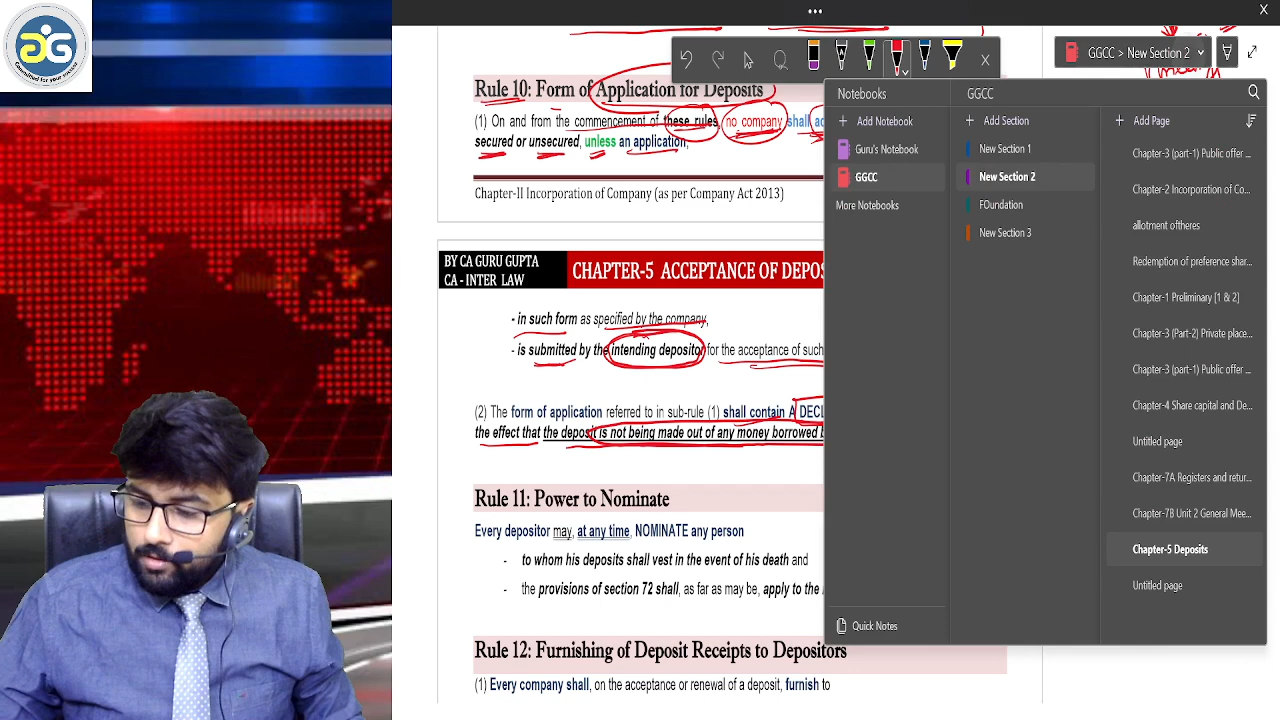 Committed for your success
GGCC > New Section 2
Rule 10: Form of Application for Deposits
(1) On and from the commencement of these rules, no company shall
secured or unsecured, unless an application,
Chapter-II Incorporation of Company (as per Company Act 2013)
BY CA GURU GUPTA
CA - INTER LAW
CHAPTER-5 ACCEPTANCE OF DEPOS
- in such form as specified by the company,
- is submitted by the intending depositor for the acceptance of such
(2) The form of application referred to in sub-rule (1) shall contain A DECL
the effect that the deposit is not being made out of any money borrowed b
Rule 11: Power to Nominate
Every depositor may, at any time, NOMINATE any person
- to whom his deposits shall vest in the event of his death and
- the provisions of section 72 shall, as far as may be, apply to the
Rule 12: Furnishing of Deposit Receipts to Depositors
(1) Every company shall, on the acceptance or renewal of a deposit, furnish to
Notebooks
+ Add Notebook
Guru's Notebook
GGCC
More Notebooks
Quick Notes
GGCC
+ Add Section
New Section 1
New Section 2
FOundation
New Section 3
+ Add Page
Chapter-3 (part-1) Public offer ...
Chapter-2 Incorporation of Co...
allotment oftheres
Redemption of preference shar...
Chapter-1 Preliminary [1 & 2]
Chapter-3 (Part-2) Private place...
Chapter-3 (part-1) Public offer ...
Chapter-4 Share capital and De...
Untitled page
Chapter-7A Registers and retur...
Chapter-7B Unit 2 General Mee...
Chapter-5 Deposits
Untitled page